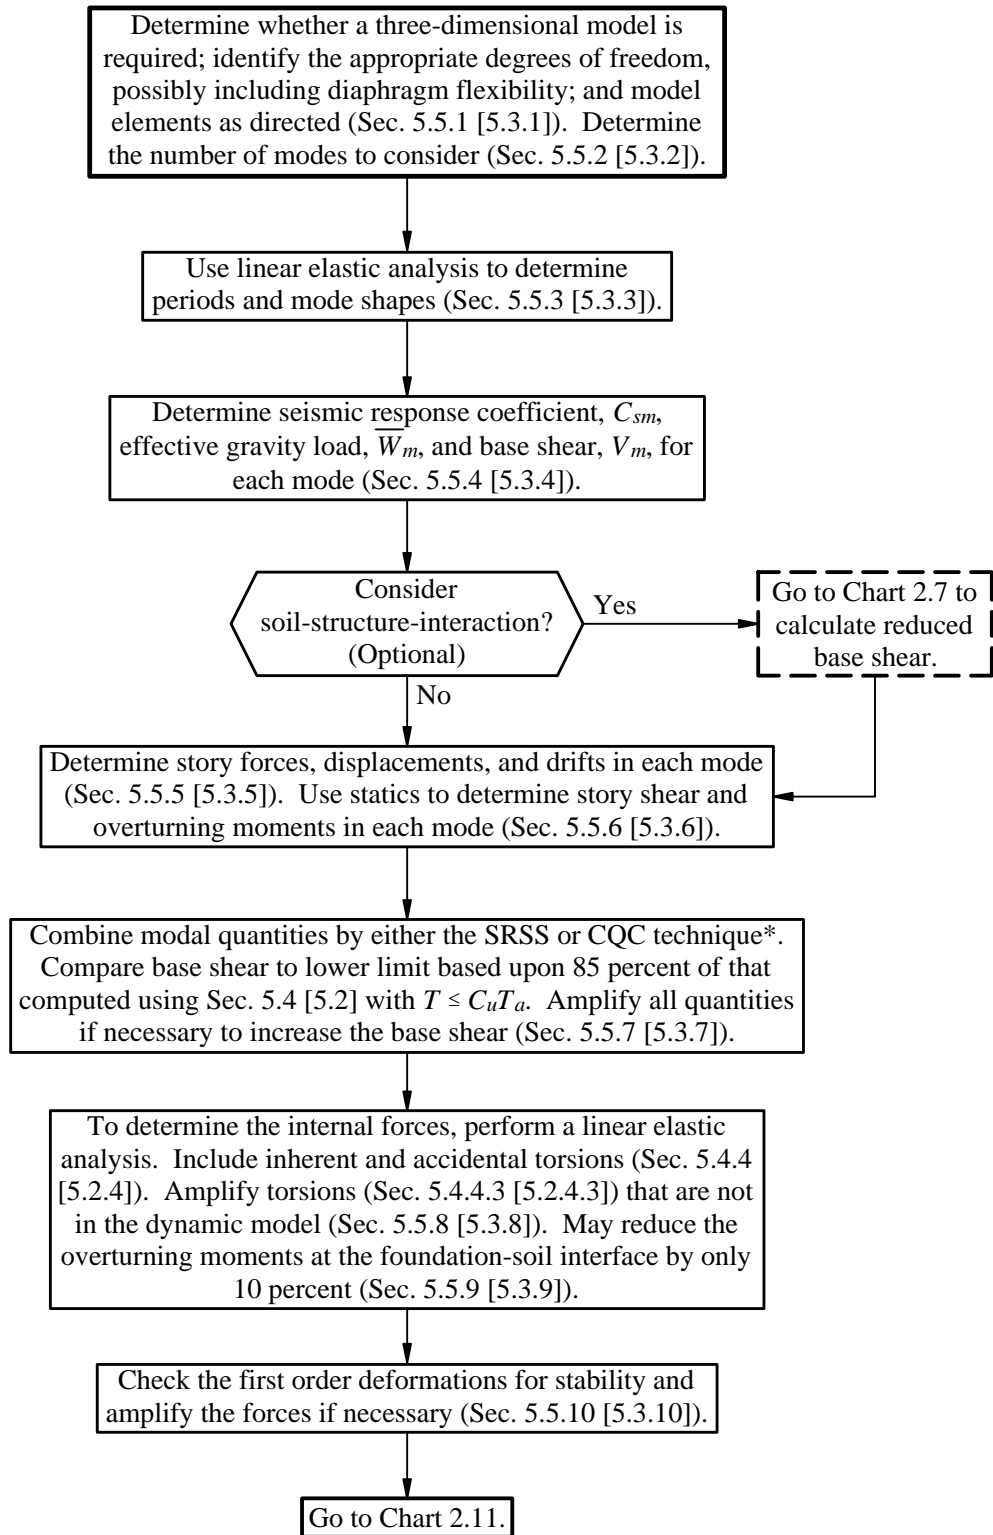 Determine whether a three-dimensional model is
required; identify the appropriate degrees of freedom,
possibly including diaphragm flexibility; and model
elements as directed (Sec. 5.5.1 [5.3.1]). Determine
the number of modes to consider (Sec. 5.5.2 [5.3.2]).
Use linear elastic analysis to determine
periods and mode shapes (Sec. 5.5.3 [5.3.3]).
Determine seismic response coefficient, Csm,
effective gravity load, W̅m, and base shear, Vm, for
each mode (Sec. 5.5.4 [5.3.4]).
Consider
soil-structure-interaction?
(Optional)
Yes
Go to Chart 2.7 to
calculate reduced
base shear.
No
Determine story forces, displacements, and drifts in each mode
(Sec. 5.5.5 [5.3.5]). Use statics to determine story shear and
overturning moments in each mode (Sec. 5.5.6 [5.3.6]).
Combine modal quantities by either the SRSS or CQC technique*.
Compare base shear to lower limit based upon 85 percent of that
computed using Sec. 5.4 [5.2] with T ≤ CuTa. Amplify all quantities
if necessary to increase the base shear (Sec. 5.5.7 [5.3.7]).
To determine the internal forces, perform a linear elastic
analysis. Include inherent and accidental torsions (Sec. 5.4.4
[5.2.4]). Amplify torsions (Sec. 5.4.4.3 [5.2.4.3]) that are not
in the dynamic model (Sec. 5.5.8 [5.3.8]). May reduce the
overturning moments at the foundation-soil interface by only
10 percent (Sec. 5.5.9 [5.3.9]).
Check the first order deformations for stability and
amplify the forces if necessary (Sec. 5.5.10 [5.3.10]).
Go to Chart 2.11.